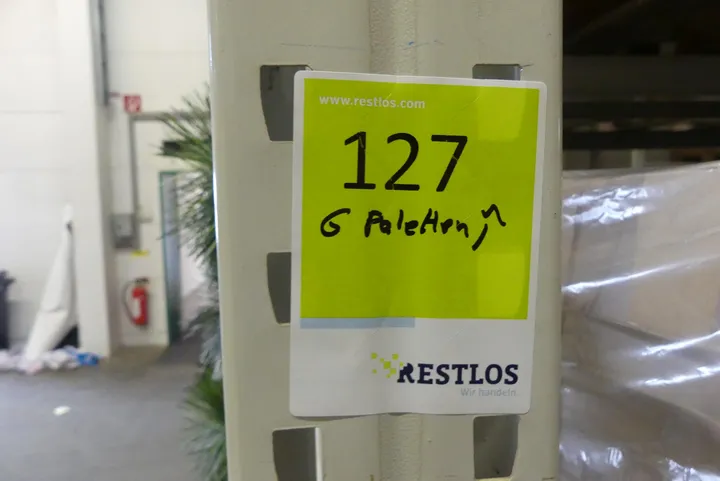 www.restlos.com
127
6 Paletten
RESTLOS
Wir handeln.